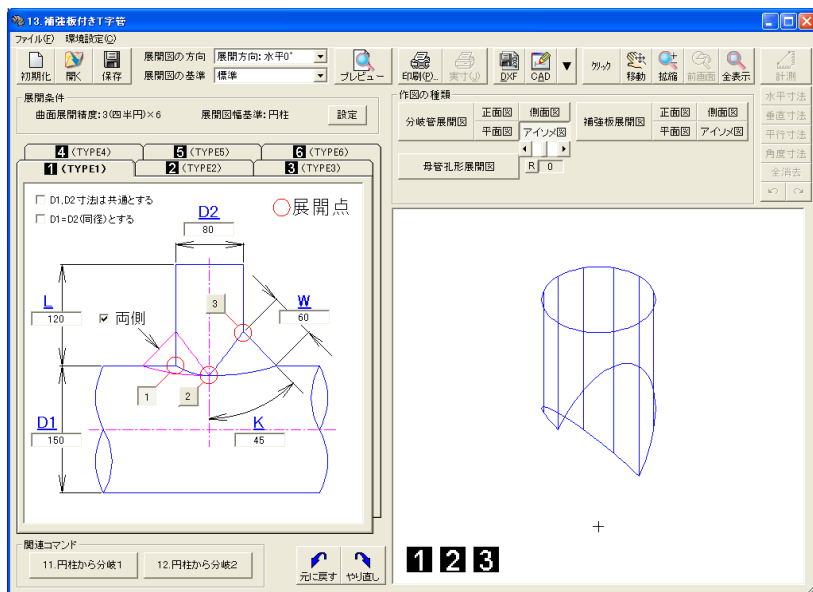 13.補強板付きT字管
ファイル(F) 環境設定(C)
初期化 開く 保存
展開図の方向 展開方向:水平0°
展開図の基準 標準
プレビュー 印刷(P).. 実寸(J) DXF CAD ▼ クリック 移動 拡縮 前画面 全表示 計測
展開条件
曲面展開精度:3(四半円)×6 展開図幅基準:円柱 設定
作図の種類
分岐管展開図 正面図 側面図 平面図 アイソメ図
補強板展開図 正面図 側面図 平面図 アイソメ図
母管孔形展開図 R 0
水平寸法
垂直寸法
平行寸法
角度寸法
全消去
4 (TYPE4) 5 (TYPE5) 6 (TYPE6)
1 (TYPE1) 2 (TYPE2) 3 (TYPE3)
D1,D2寸法は共通とする
D1=D2(同径)とする
○展開点
D2
80
L
120
両側
3
W
60
1 2
D1
150
K
45
関連コマンド
11.円柱から分岐1 12.円柱から分岐2
元に戻す やり直し
1 2 3